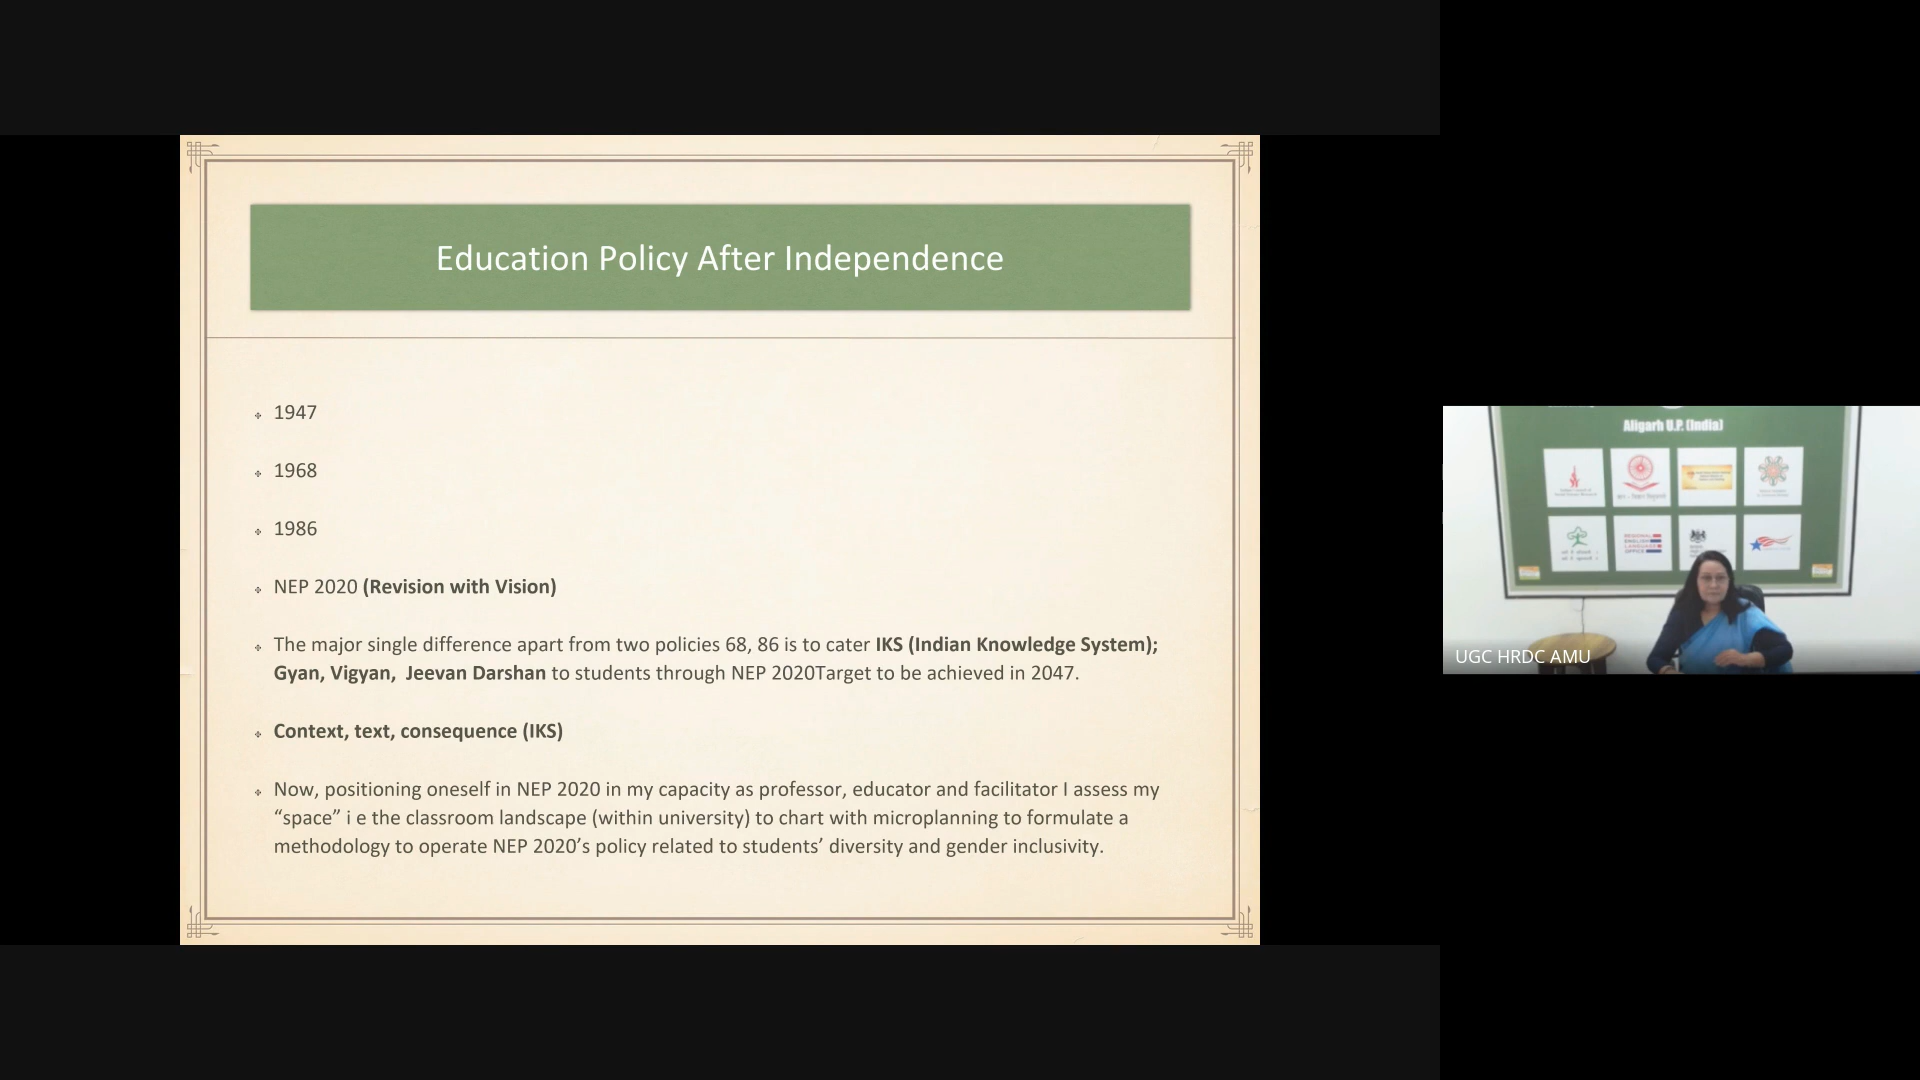 Education Policy After Independence
1947
1968
1986
NEP 2020 (Revision with Vision)
The major single difference apart from two policies 68, 86 is to cater IKS (Indian Knowledge System);
Gyan, Vigyan, Jeevan Darshan to students through NEP 2020Target to be achieved in 2047.
Context, text, consequence (IKS)
Now, positioning oneself in NEP 2020 in my capacity as professor, educator and facilitator I assess my
“space” i e the classroom landscape (within university) to chart with microplanning to formulate a
methodology to operate NEP 2020’s policy related to students’ diversity and gender inclusivity.
Aligarh U.P. (India)
REGIONAL
ENGLISH
LANGUAGE
OFFICE
UGC HRDC AMU